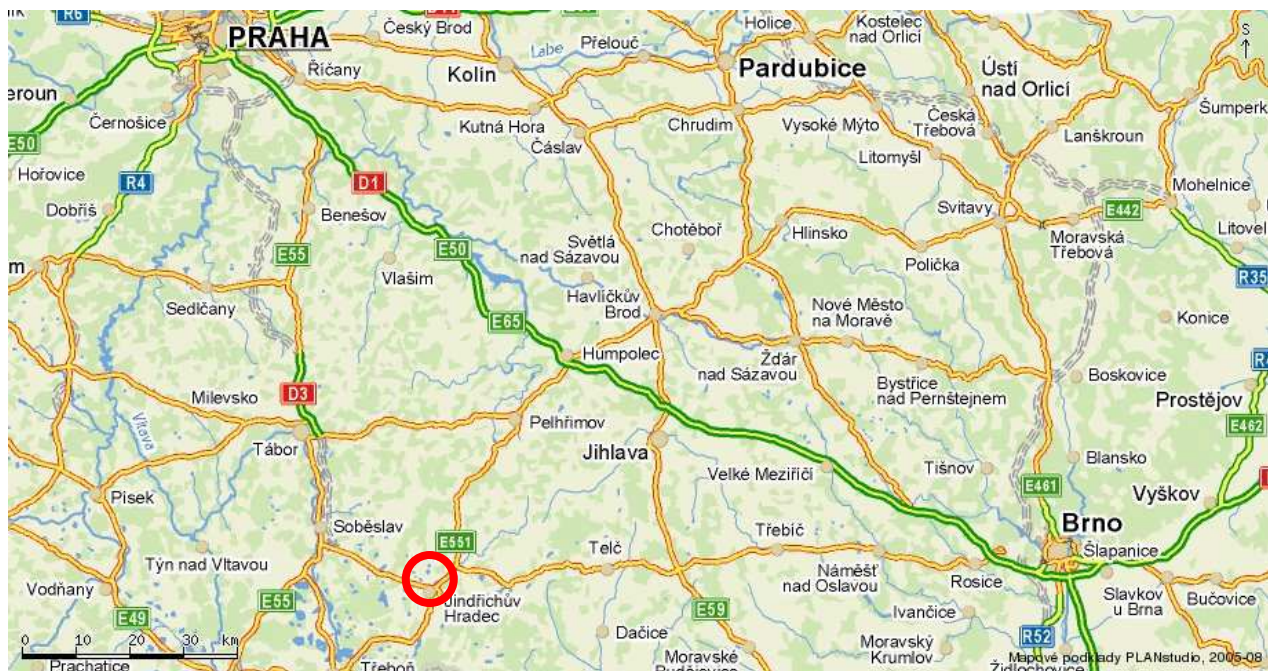 R6
PRAHA
Český Brod
Labe
Přelouč
Holice
Kostelec
nad Orlicí
S
Říčany
Kolín
Pardubice
Ústí
nad Orlicí
eroun
Černošice
Kutná Hora
Čáslav
Chrudim
Vysoké Mýto
Česká
Třebová
Lanškroun
Šumperk
E50
Hořovice
R4
D1
Litomyšl
Mohelnice
Dobříš
Benešov
Svitavy
E442
E55
E50
Světlá
nad Sázavou
Chotěboř
Hlinsko
Moravská
Třebová
Litovel
m
Vlašim
Polička
R35
Sedlčany
Havlíčkův
Brod
Nové Město
na Moravě
Konice
E65
Humpolec
Žďár
nad Sázavou
Bystřice
nad Pernštejnem
Boskovice
Prostějov
Milevsko
D3
Vltava
Pelhřimov
E462
Tábor
Jihlava
Velké Meziříčí
Tišnov
Blansko
Písek
E461
Vyškov
Soběslav
Brno
E551
Telč
Třebíč
Týn nad Vltavou
Náměšť
nad Oslavou
Rosice
Šlapanice
Vodňany
E55
Jindřichův
Hradec
E59
Ivančice
Slavkov
u Brna
Bučovice
E49
Dačice
R52
0 10 20 30 km
Prachatice
Třeboň
Moravské
Budějovice
Moravský
Krumlov
Židlochovice
Mapové podklady PLANstudio, 2005-08